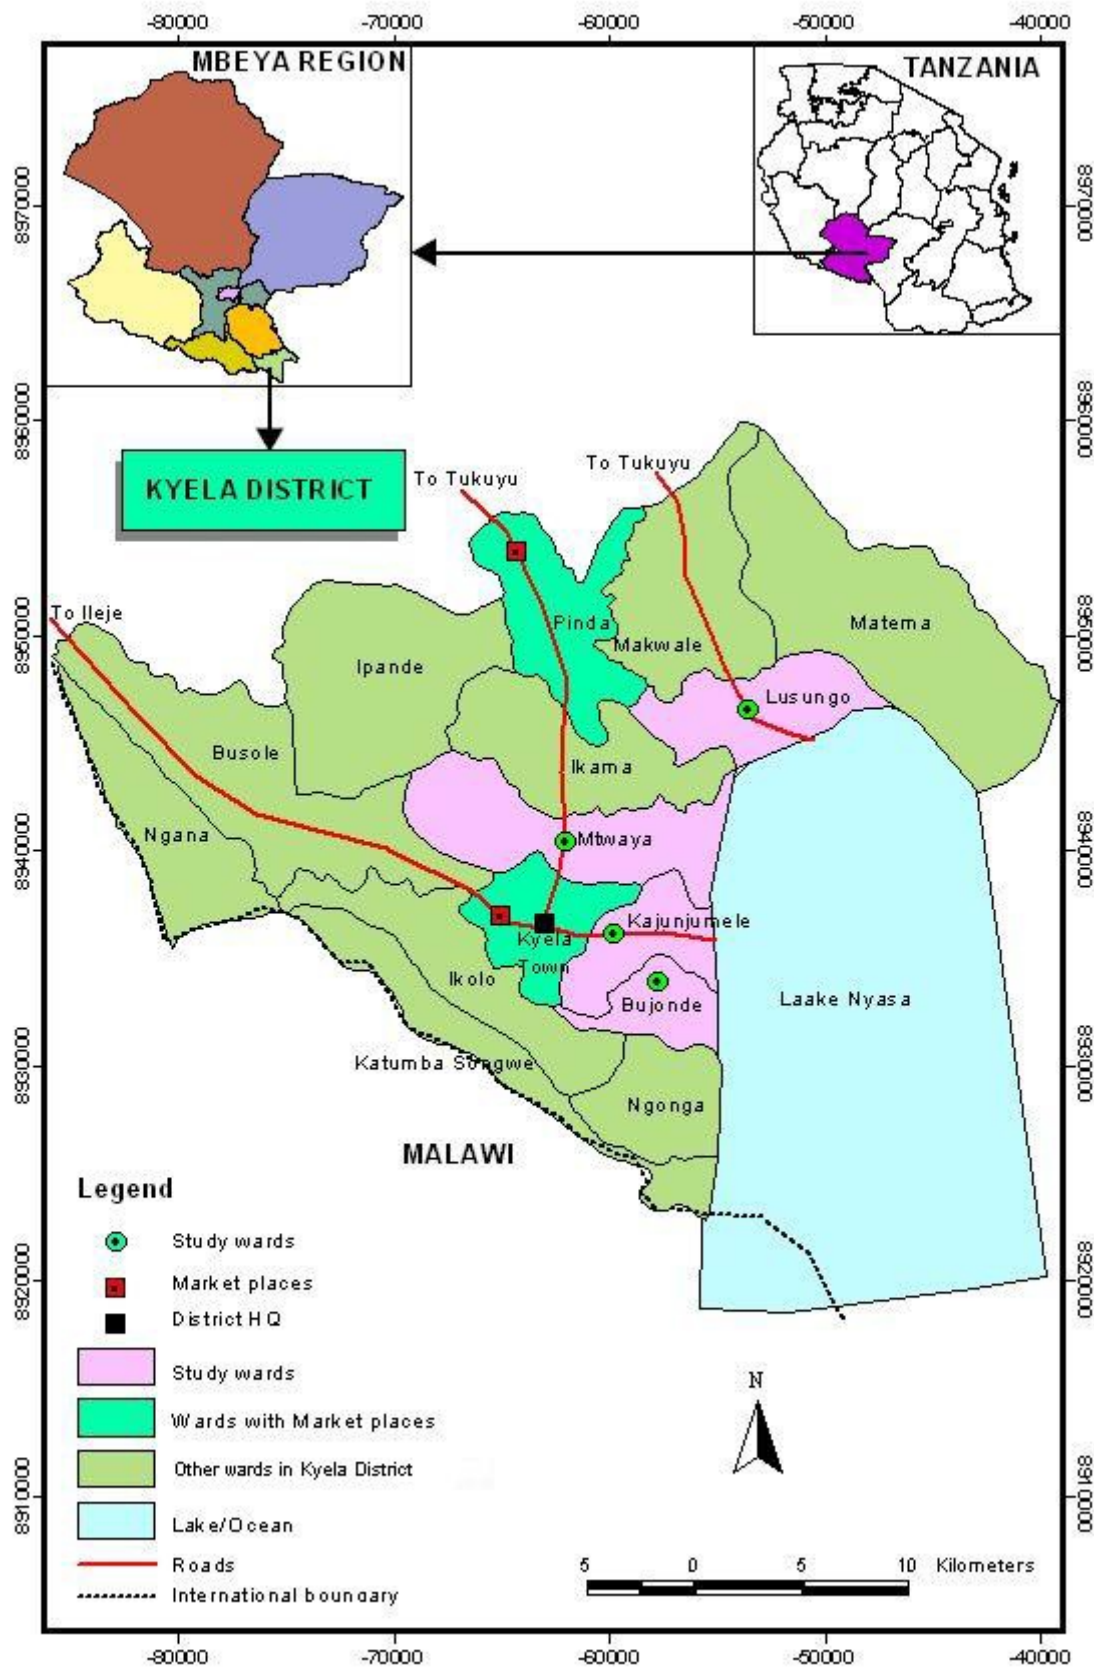 -80000 -70000 -60000 -50000 -40000
MBEYA REGION
TANZANIA
8970000
8970000
8960000
8960000
KYELA DISTRICT
To Tukuyu
To Tukuyu
To Ileje
8950000
8950000
Pinda
Makwale
Matema
Ipande
Lusungo
Busole
Ikama
Ngana
Mtwaya
8940000
8940000
Kajunjumele
Kyela
Town
Ikolo
Bujonde
Laake Nyasa
Katumba Songwe
8930000
8930000
Ngonga
MALAWI
Legend
Study wards
Market places
District HQ
8920000
8920000
Study wards
Wards with Market places
Other wards in Kyela District
Lake/Ocean
Roads
International boundary
N
8910000
8910000
5 0 5 10 Kilometers
-80000 -70000 -60000 -50000 -40000